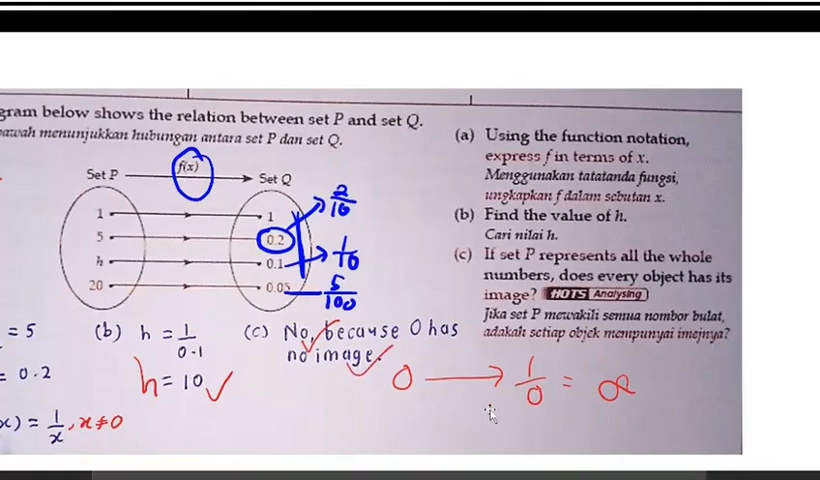 gram below shows the relation between set P and set Q.
bawah menunjukkan hubungan antara set P dan set Q.
Set P
f(x)
Set Q
1
5
h
20
1
0.2
0.1
0.05
2/10
1/10
5/100
(a) Using the function notation,
express f in terms of x.
Menggunakan tatatanda fungsi,
ungkapkan f dalam sebutan x.
(b) Find the value of h.
Cari nilai h.
(c) If set P represents all the whole
numbers, does every object has its
image? HOTS Analysing
Jika set P mewakili semua nombor bulat,
adakah setiap objek mempunyai imejnya?
= 5
= 0.2
x) = 1/x , x ≠ 0
(b) h = 1/0.1
h = 10
(c) No, because 0 has
no image.
0 → 1/0 = ∞